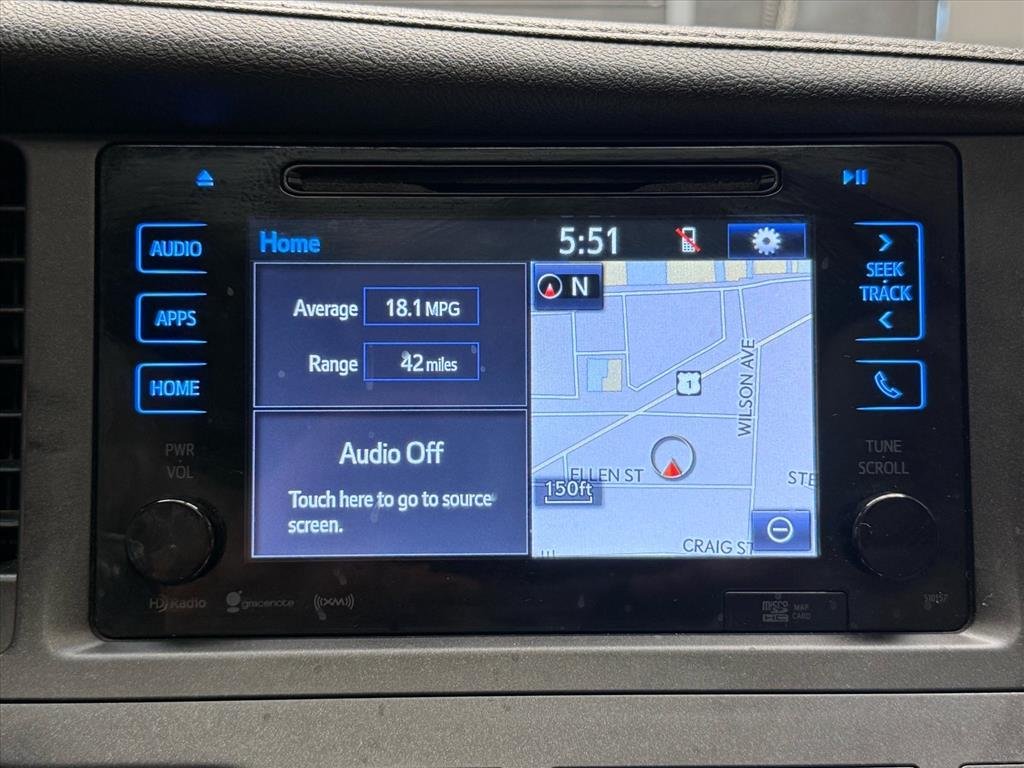 AUDIO
APPS
HOME
PWR
VOL
Home
5:51
Average 18.1 MPG
Range 42 miles
Audio Off
Touch here to go to source
screen.
N
1
WILSON AVE
ELLEN ST
150ft
STE
CRAIG ST
SEEK
TRACK
TUNE
SCROLL
HD Radio
gracenote
((XM))
micro
HC
MAP
CARD